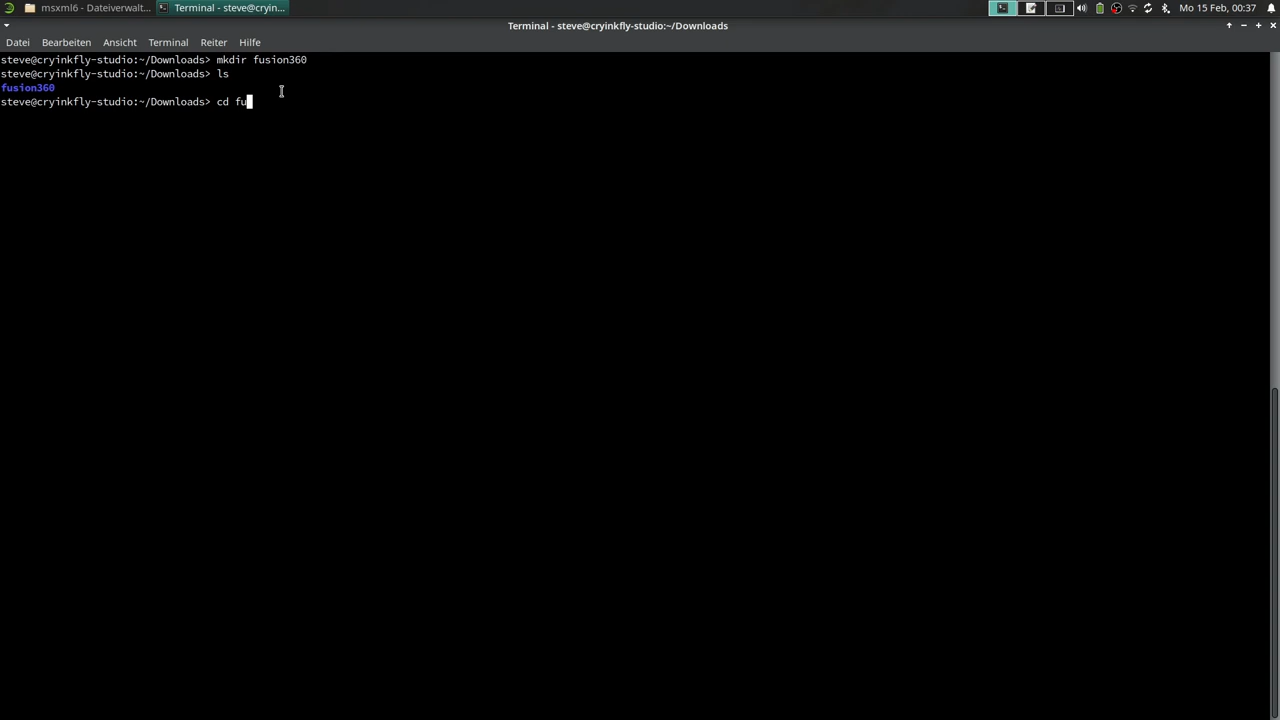 msxml6 - Dateiverwalt...
Terminal - steve@cryin...
Mo 15 Feb, 00:37
Terminal - steve@cryinkfly-studio:~/Downloads
Datei Bearbeiten Ansicht Terminal Reiter Hilfe
steve@cryinkfly-studio:~/Downloads> mkdir fusion360
steve@cryinkfly-studio:~/Downloads> ls
fusion360
steve@cryinkfly-studio:~/Downloads> cd fu